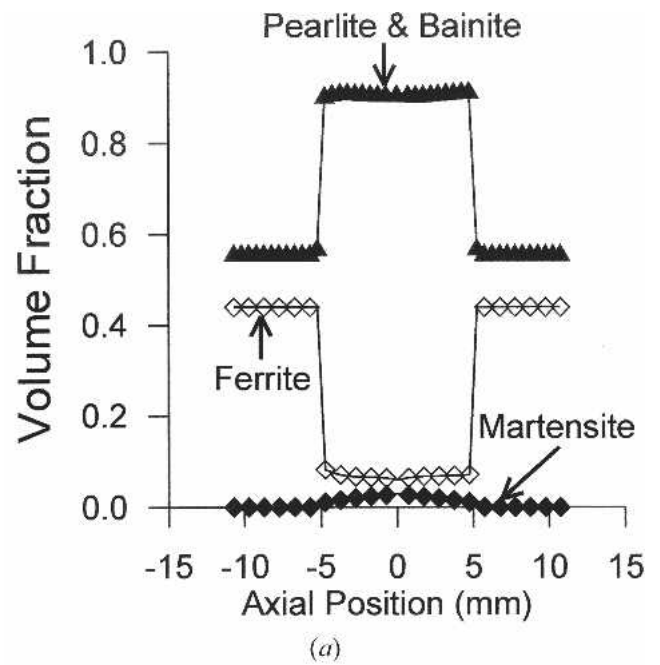 Pearlite & Bainite
1.0
0.8
0.6
0.4
0.2
0.0
Volume Fraction
Ferrite
Martensite
-15 -10 -5 0 5 10 15
Axial Position (mm)
(a)